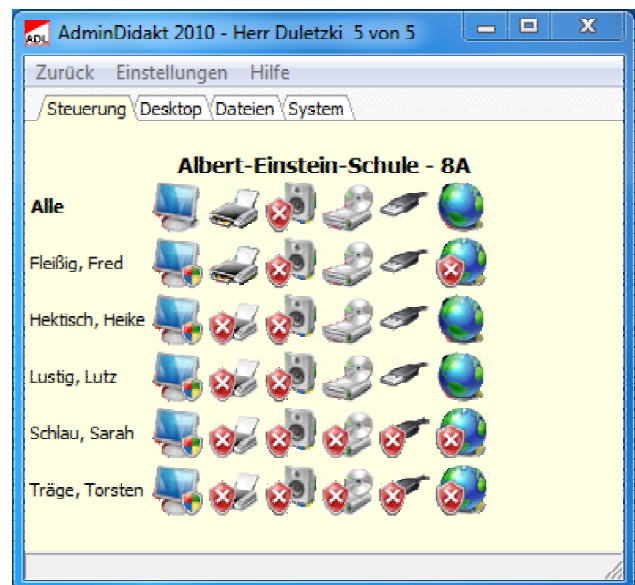 ADL AdminDidakt 2010 - Herr Duletzki 5 von 5
Zurück Einstellungen Hilfe
Steuerung Desktop Dateien System
Albert-Einstein-Schule - 8A
Alle
Fleißig, Fred
Hektisch, Heike
Lustig, Lutz
Schlau, Sarah
Träge, Torsten